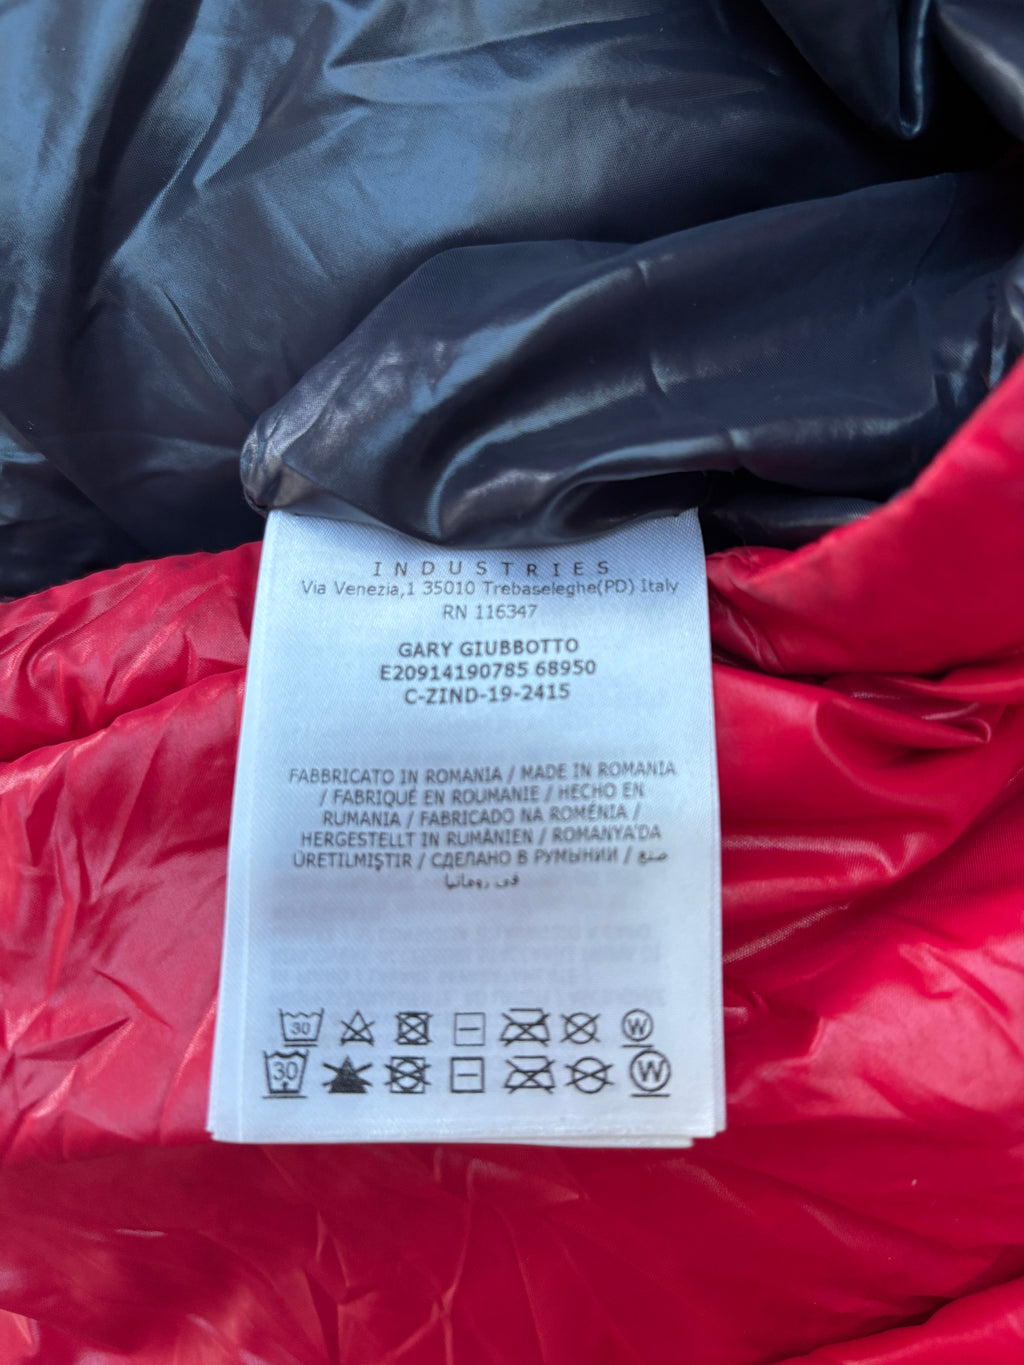 INDUSTRIES
Via Venezia,1 35010 Trebaseleghe(PD) Italy
RN 116347
GARY GIUBBOTTO
E20914190785 68950
C-ZIND-19-2415
FABBRICATO IN ROMANIA / MADE IN ROMANIA
/ FABRIQUÉ EN ROUMANIE / HECHO EN
RUMANIA / FABRICADO NA ROMÉNIA /
HERGESTELLT IN RUMÄNIEN / ROMANYA'DA
ÜRETILMIŞTIR / СДЕЛАНО В РУМЫНИИ / صنع
في رومانيا
30 W
30 W